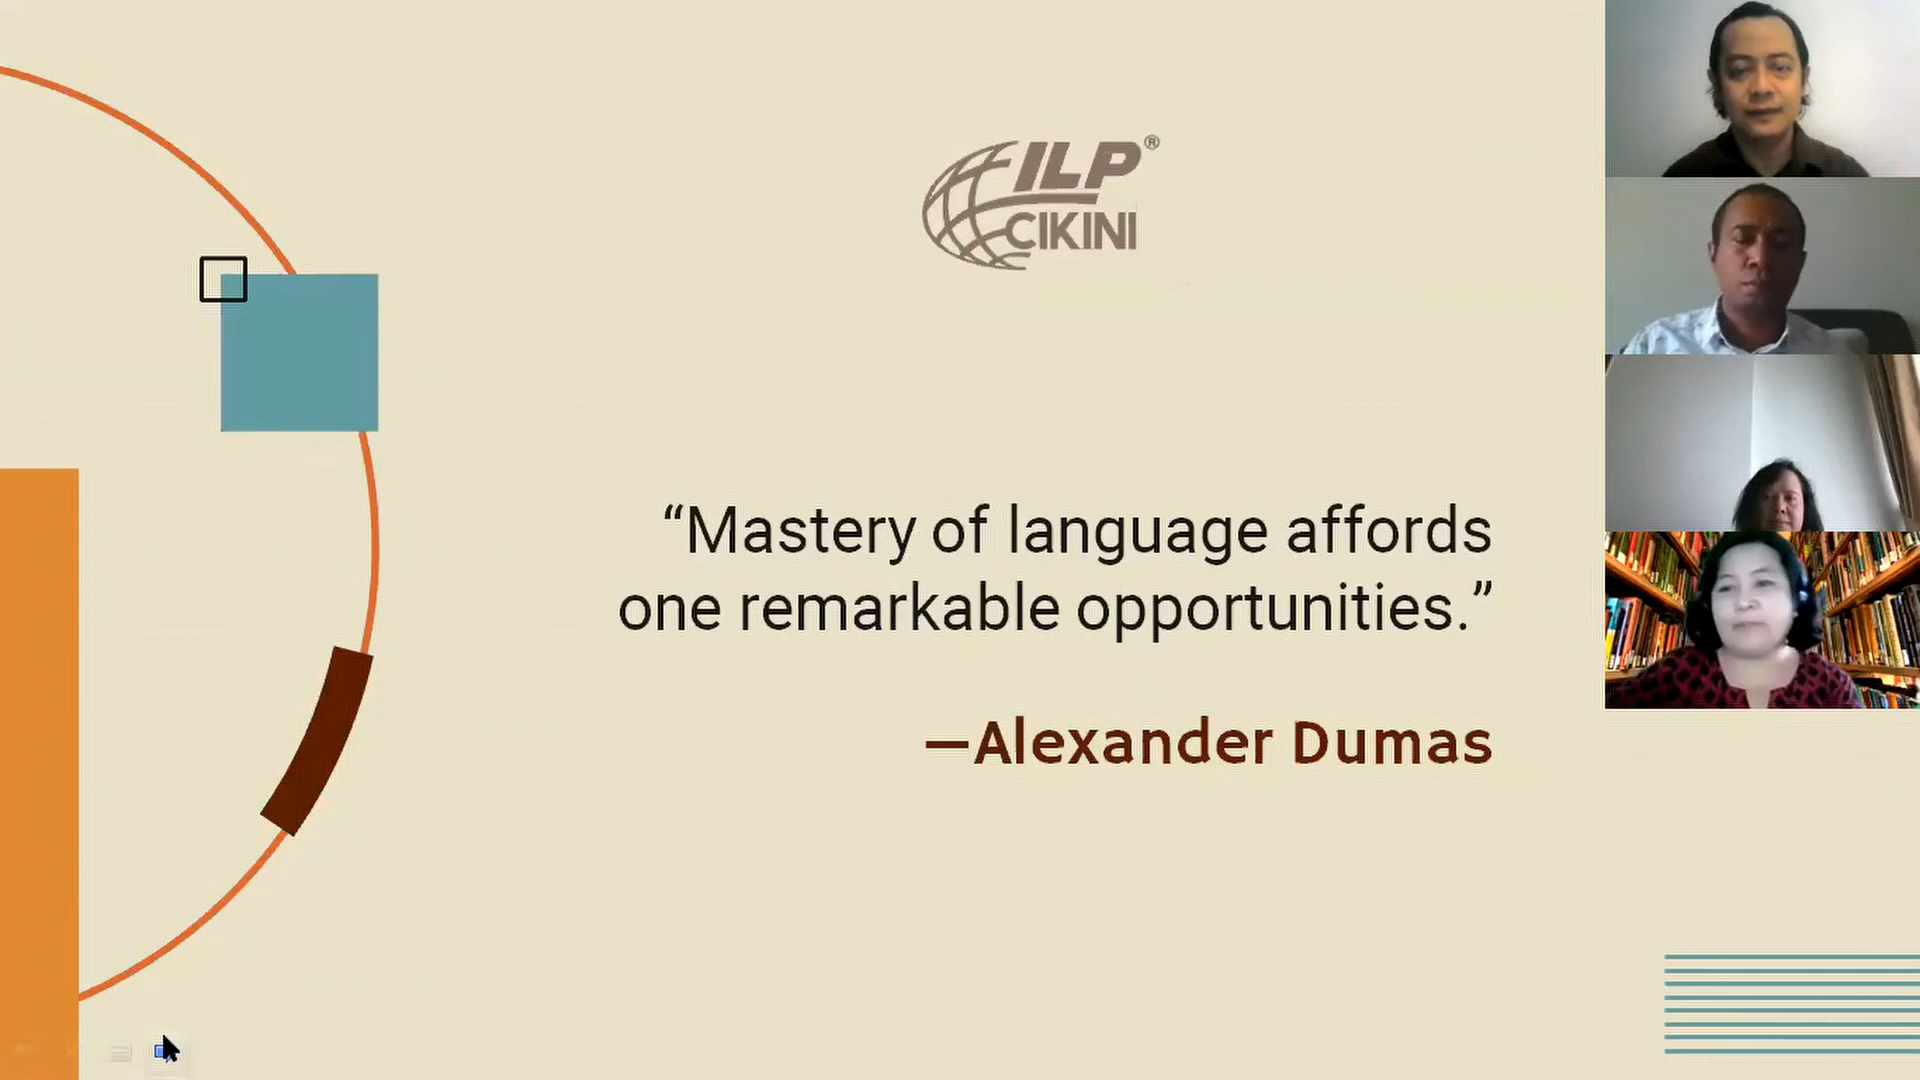 ILP®
CIKINI
“Mastery of language affords
one remarkable opportunities.”
—Alexander Dumas